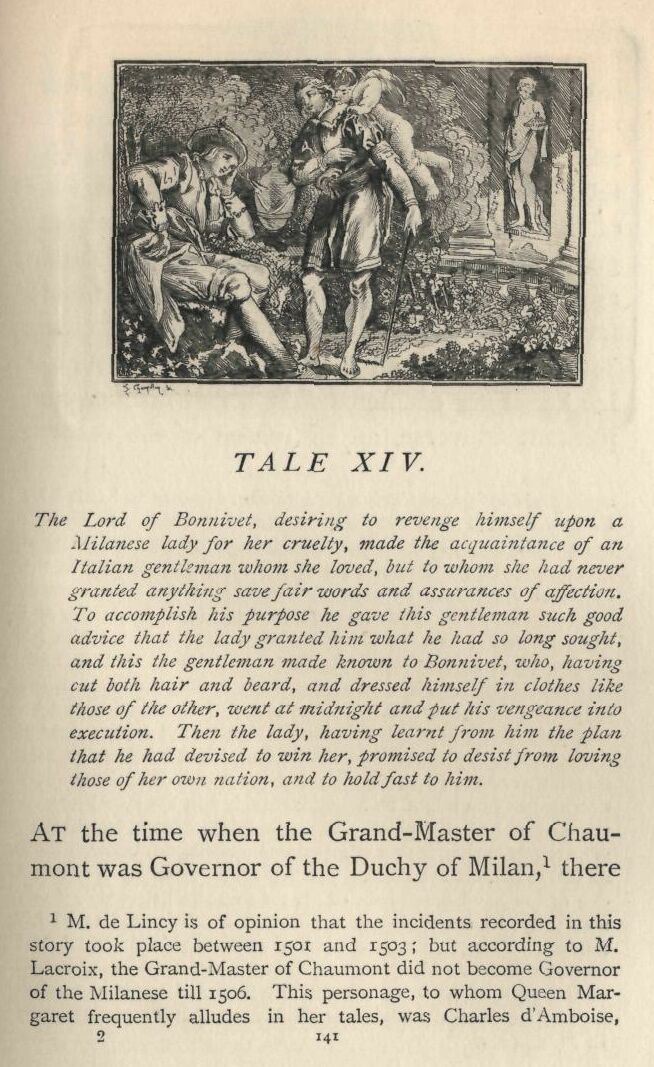 TALE XIV.
The Lord of Bonnivet, desiring to revenge himself upon a
Milanese lady for her cruelty, made the acquaintance of an
Italian gentleman whom she loved, but to whom she had never
granted anything save fair words and assurances of affection.
To accomplish his purpose he gave this gentleman such good
advice that the lady granted him what he had so long sought,
and this the gentleman made known to Bonnivet, who, having
cut both hair and beard, and dressed himself in clothes like
those of the other, went at midnight and put his vengeance into
execution. Then the lady, having learnt from him the plan
that he had devised to win her, promised to desist from loving
those of her own nation, and to hold fast to him.
AT the time when the Grand-Master of Chau-
mont was Governor of the Duchy of Milan,¹ there
¹ M. de Lincy is of opinion that the incidents recorded in this
story took place between 1501 and 1503; but according to M.
Lacroix, the Grand-Master of Chaumont did not become Governor
of the Milanese till 1506. This personage, to whom Queen Mar-
garet frequently alludes in her tales, was Charles d'Amboise,
2 141